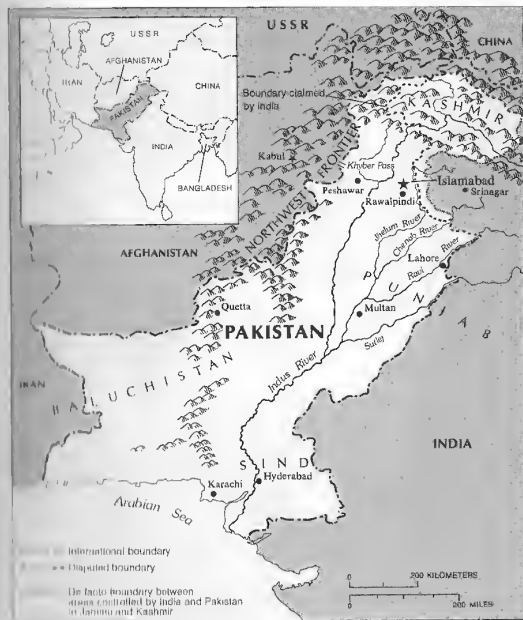 USSR
AFGHANISTAN
IRAN
CHINA
PAKISTAN
INDIA
BANGLADESH
USSR
CHINA
Boundary claimed
by India
KASHMIR
Kabul
NORTHWEST FRONTIER
Khyber Pass
Peshawar
Islamabad
Rawalpindi
Srinagar
AFGHANISTAN
Jhelum River
Chenab River
Lahore
Ravi River
PUNJAB
Quetta
Multan
PAKISTAN
Sutlej
Indus River
IRAN
BALUCHISTAN
INDIA
SIND
Hyderabad
Karachi
Arabian Sea
International boundary
Disputed boundary
De facto boundary between
areas controlled by India and Pakistan
in Jammu and Kashmir
0 200 KILOMETERS
0 200 MILES